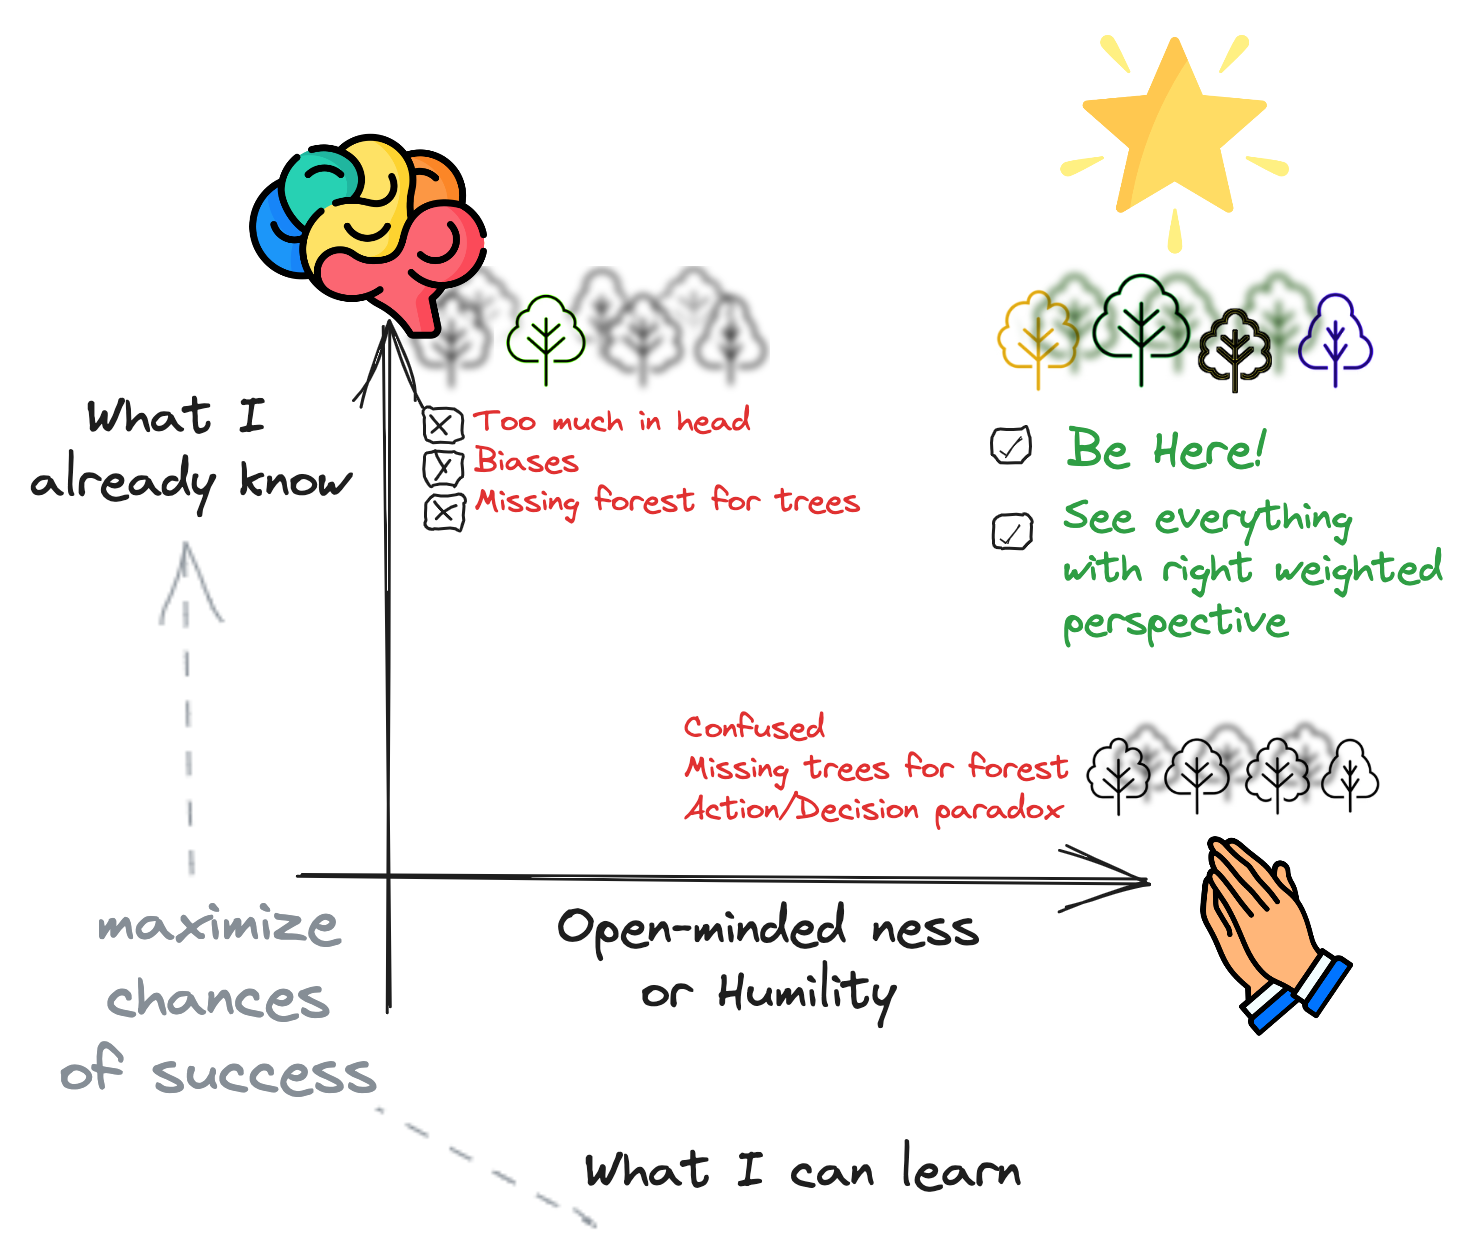 What I
already know
Too much in head
Biases
Missing forest for trees
Be Here!
See everything
with right weighted
perspective
Confused
Missing trees for forest
Action/Decision paradox
maximize
chances
of success
Open-minded ness
or Humility
What I can learn